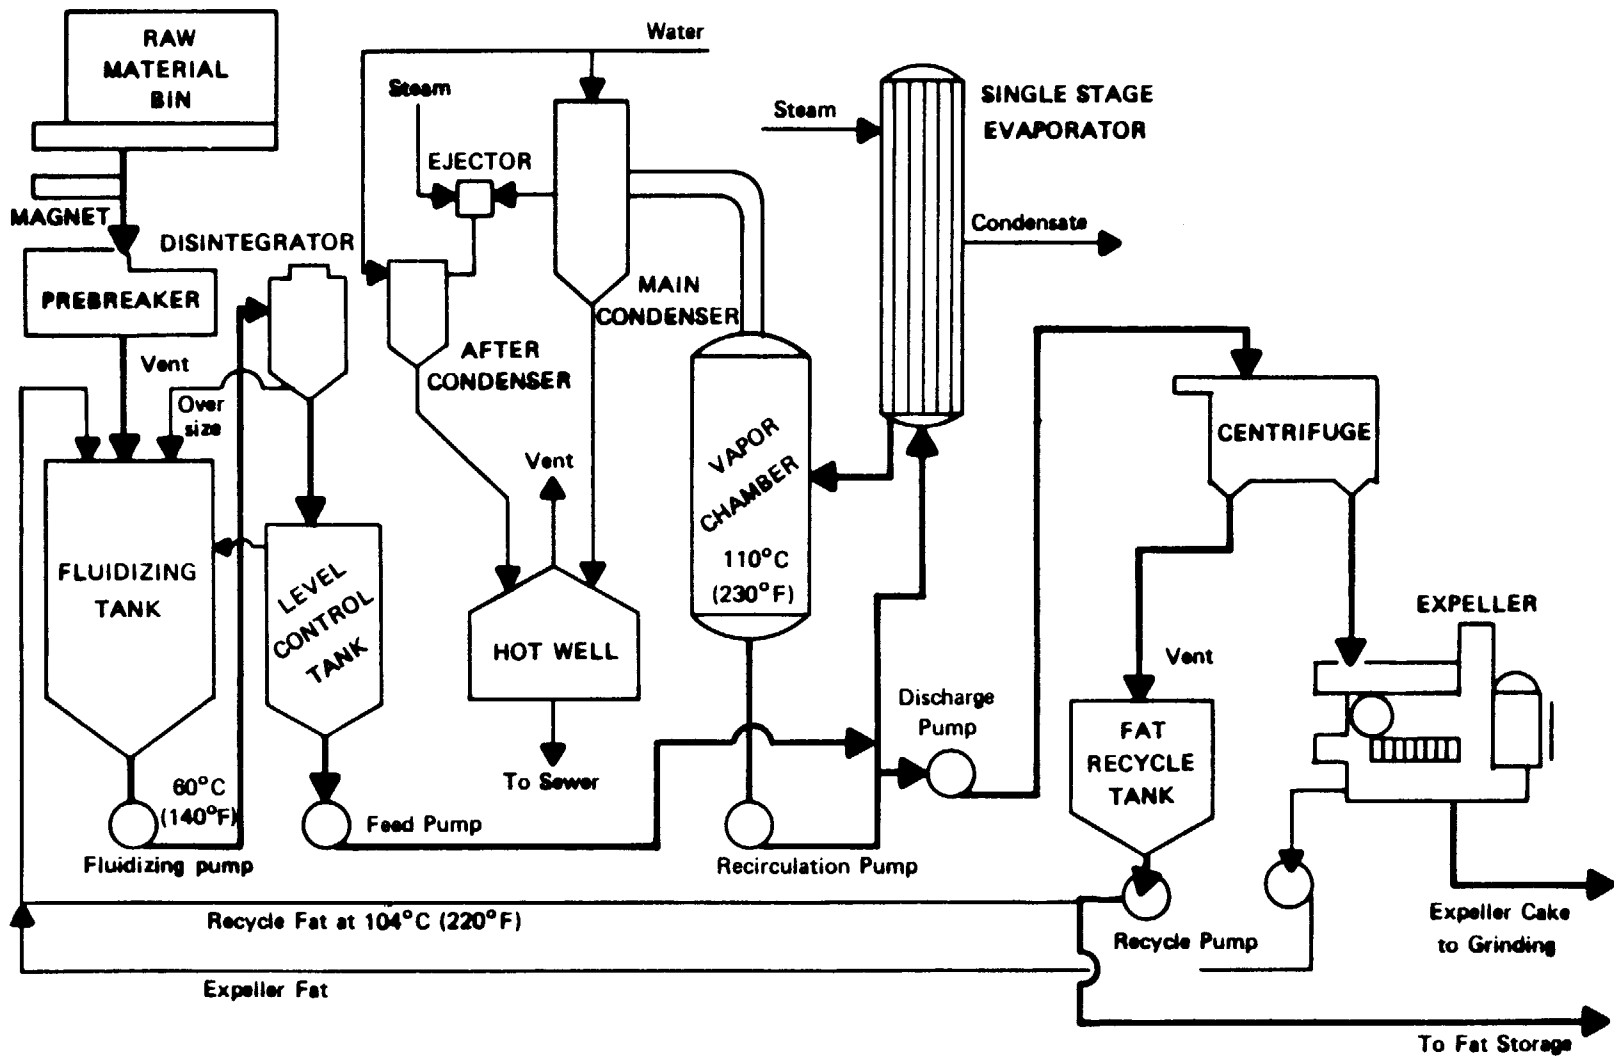 RAW
MATERIAL
BIN
MAGNET
PREBREAKER
DISINTEGRATOR
Vent
Over
size
FLUIDIZING
TANK
60°C
(140°F)
Fluidizing pump
LEVEL
CONTROL
TANK
Feed Pump
Water
Steam
EJECTOR
AFTER
CONDENSER
MAIN
CONDENSER
Vent
HOT WELL
To Sewer
VAPOR
CHAMBER
110°C
(230°F)
Recirculation Pump
Steam
SINGLE STAGE
EVAPORATOR
Condensate
Discharge
Pump
CENTRIFUGE
Vent
FAT
RECYCLE
TANK
Recycle Pump
EXPELLER
Expeller Cake
to Grinding
Recycle Fat at 104°C (220°F)
Expeller Fat
To Fat Storage